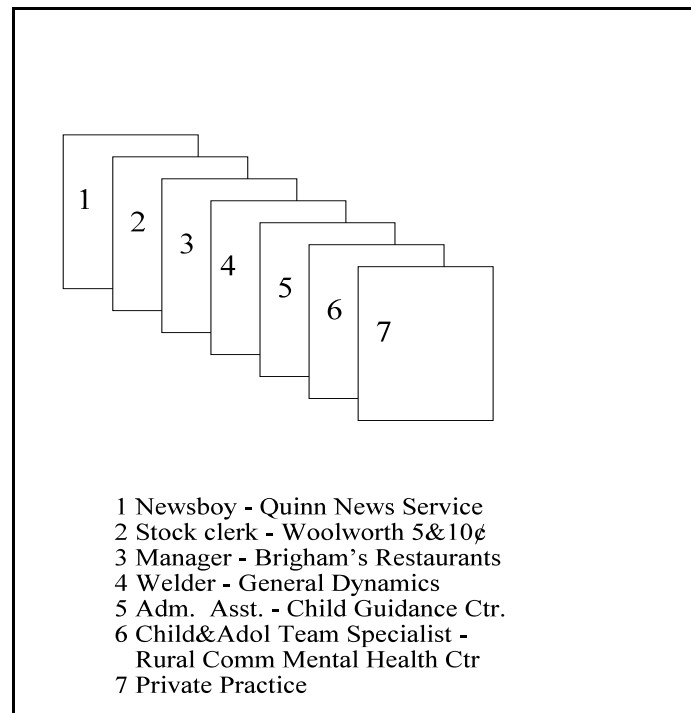 1
2
3
4
5
6
7
1 Newsboy - Quinn News Service
2 Stock clerk - Woolworth 5&10¢
3 Manager - Brigham's Restaurants
4 Welder - General Dynamics
5 Adm. Asst. - Child Guidance Ctr.
6 Child&Adol Team Specialist -
Rural Comm Mental Health Ctr
7 Private Practice